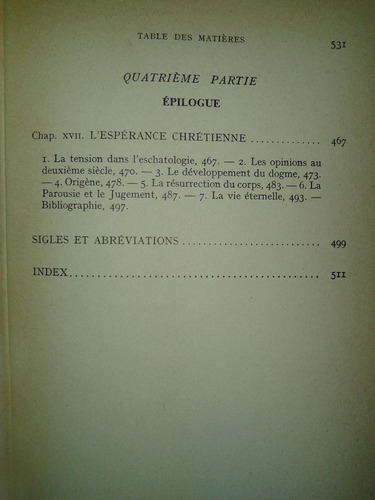 TABLE DES MATIÈRES 531
QUATRIÈME PARTIE
ÉPILOGUE
Chap. XVII. L'ESPÉRANCE CHRÉTIENNE ............. 467
1. La tension dans l'eschatologie, 467. — 2. Les opinions au
deuxième siècle, 470. — 3. Le développement du dogme, 473.
— 4. Origène, 478. — 5. La résurrection du corps, 483. — 6. La
Parousie et le Jugement, 487. — 7. La vie éternelle, 493. —
Bibliographie, 497.
SIGLES ET ABRÉVIATIONS ......................... 499
INDEX............................................. 511